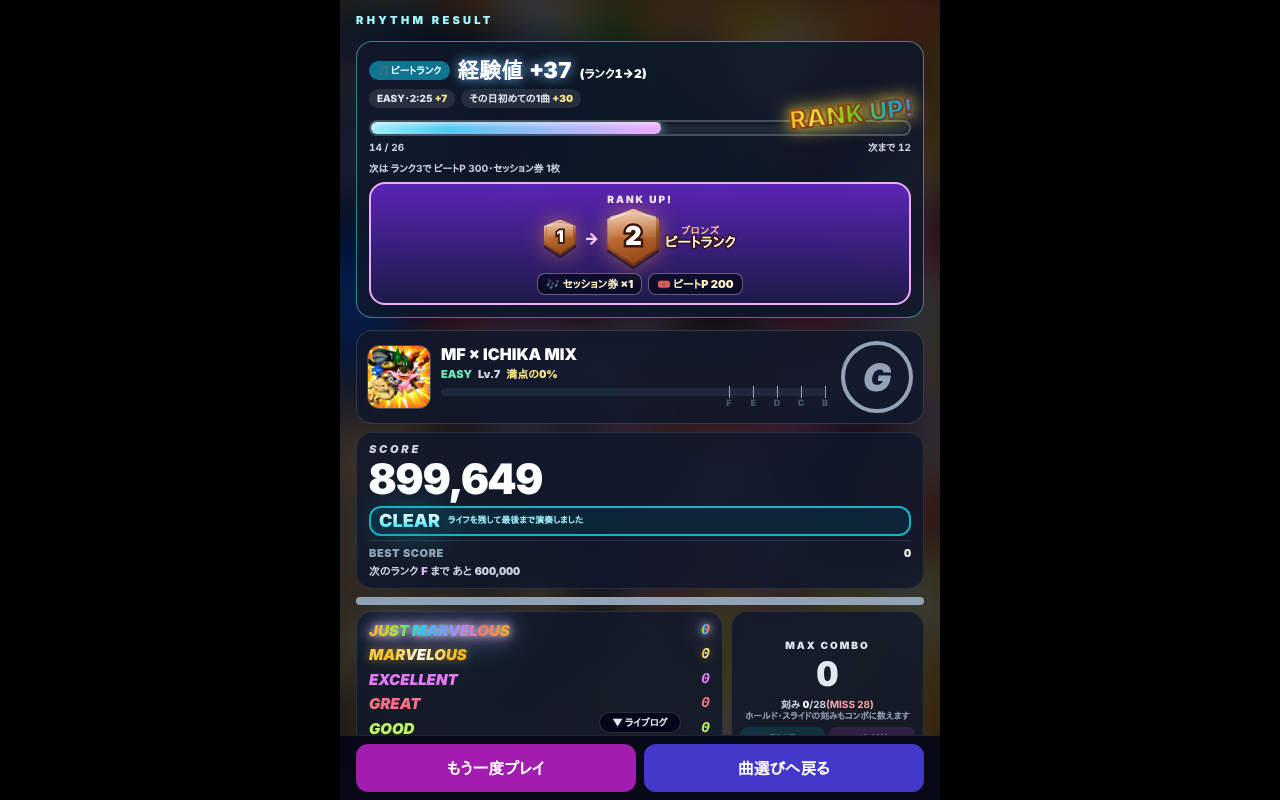 RHYTHM RESULT
🎵ビートランク 経験値 +37 (ランク1→2)
EASY・2:25 +7 その日初めての1曲 +30
RANK UP!
14 / 26 次まで 12
次は ランク3で ビートP 300・セッション券 1枚
RANK UP!
1 → 2 ブロンズ
ビートランク
🎶 セッション券 ×1 🎟️ ビートP 200
MF × ICHIKA MIX
EASY Lv.7 満点の0%
F E D C B
G
SCORE
899,649
CLEAR ライフを残して最後まで演奏しました
BEST SCORE 0
次のランク F まで あと 600,000
JUST MARVELOUS 0
MARVELOUS 0
EXCELLENT 0
GREAT 0
GOOD 0
MAX COMBO
0
刻み 0/28(MISS 28)
ホールド・スライドの刻みもコンボに数えます
▼ ライブログ
もう一度プレイ 曲選びへ戻る